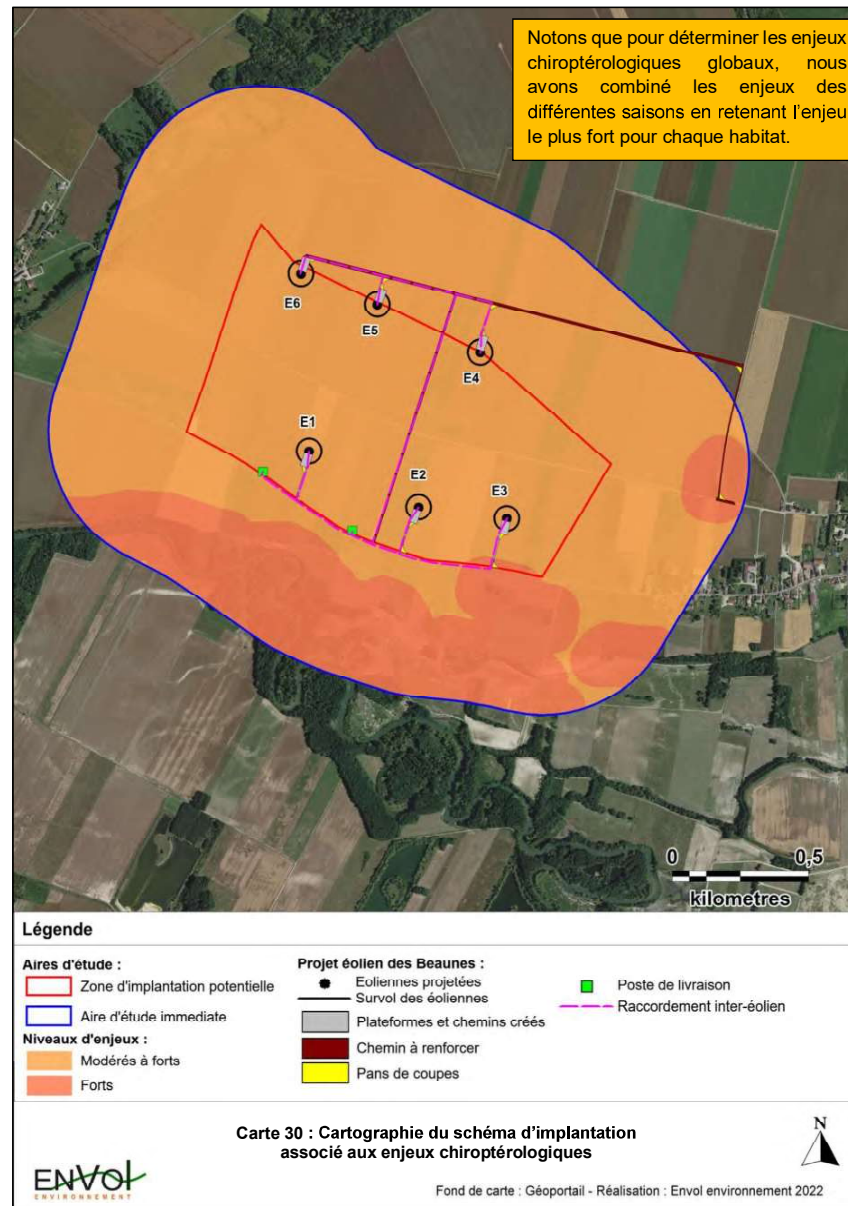 Notons que pour déterminer les enjeux
chiroptérologiques globaux, nous
avons combiné les enjeux des
différentes saisons en retenant l'enjeu
le plus fort pour chaque habitat.
E6
E5
E4
E1
E2
E3
0 0,5
kilometres
Légende
Aires d'étude :
Zone d'implantation potentielle
Aire d'étude immediate
Niveaux d'enjeux :
Modérés à forts
Forts
Projet éolien des Beaunes :
Eoliennes projetées
Survol des éoliennes
Plateformes et chemins créés
Chemin à renforcer
Pans de coupes
Poste de livraison
Raccordement inter-éolien
Carte 30 : Cartographie du schéma d'implantation
associé aux enjeux chiroptérologiques
N
ENVOL
ENVIRONNEMENT
Fond de carte : Géoportail - Réalisation : Envol environnement 2022